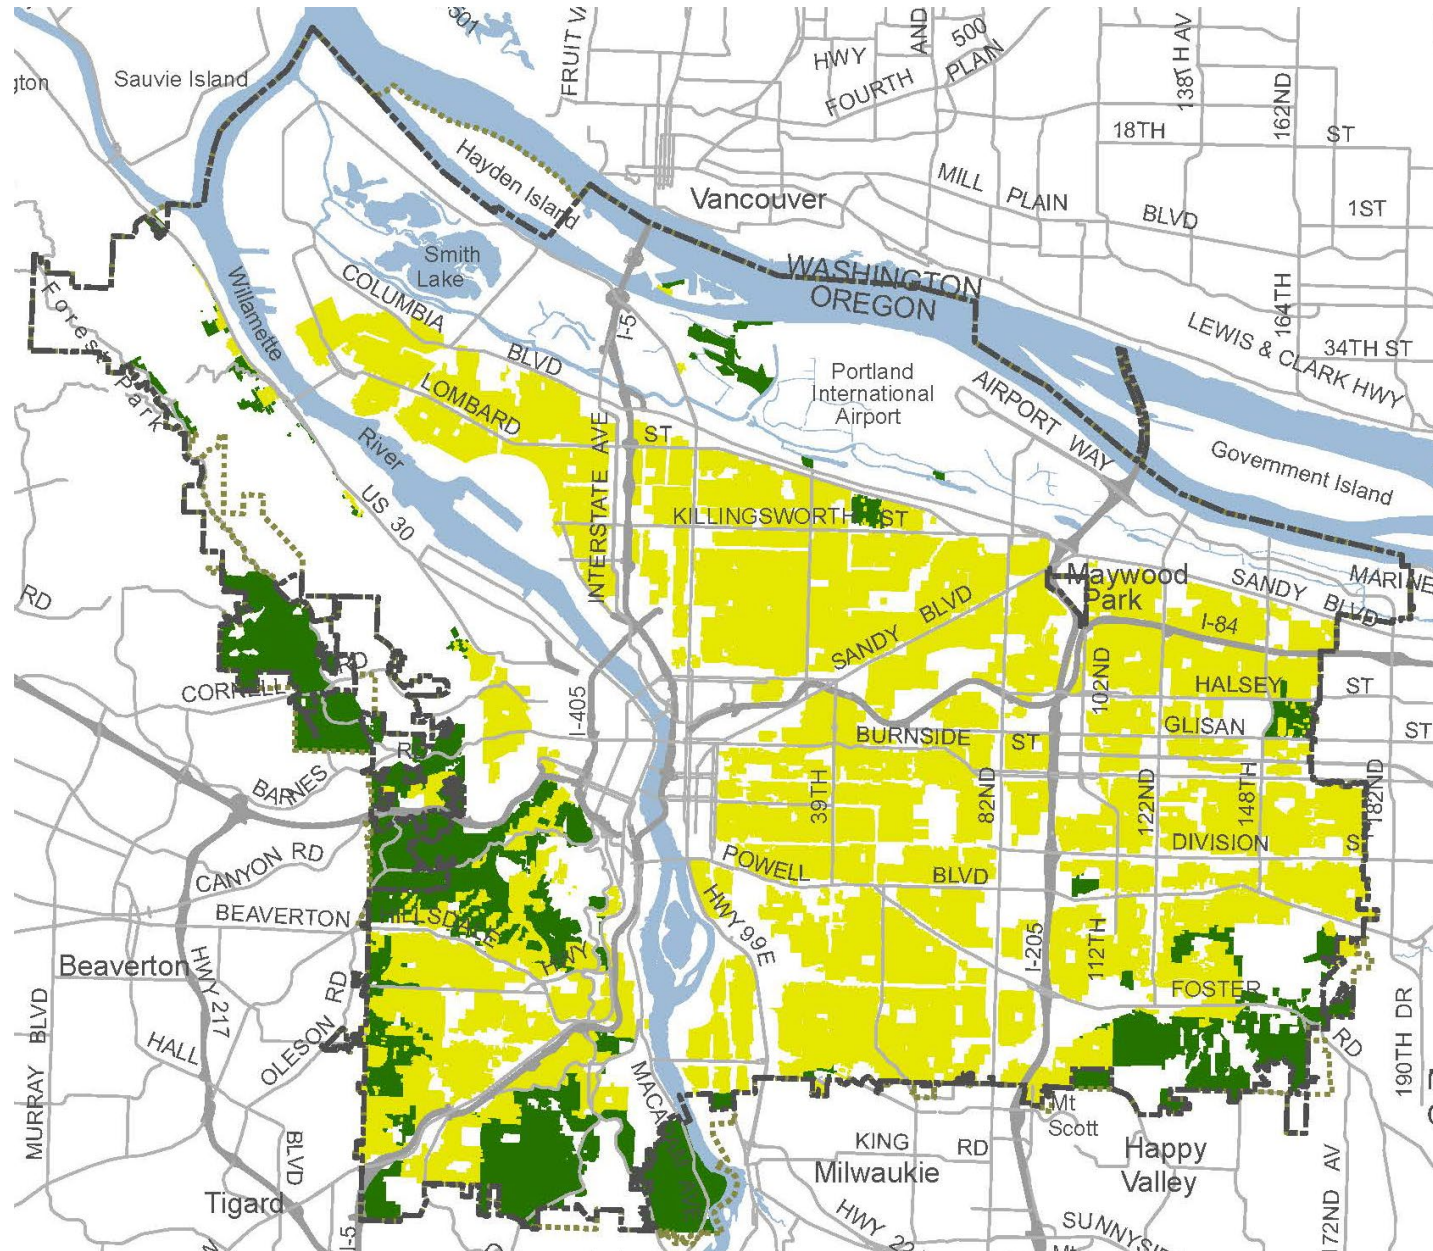 501
FRUIT
HWY
AND
500
FOURTH PLAIN
138TH AV
162ND
gton
Sauvie Island
18TH
ST
Hayden Island
MILL PLAIN
BLVD
1ST
Vancouver
Smith
Lake
WASHINGTON
OREGON
COLUMBIA
BLVD
Willamette
River
I-5
164TH
LEWIS & CLARK HWY
34TH ST
Forest Park
LOMBARD
ST
Portland
International
Airport
AIRPORT WAY
Government Island
INTERSTATE AVE
US 30
KILLINGSWORTH ST
RD
Maywood
Park
SANDY BLVD
MARINE
SANDY BLVD
I-84
CORNELL
RD
I-405
102ND
HALSEY
ST
GLISAN
ST
BURNSIDE
ST
BARNES
39TH
82ND
122ND
148TH
182ND
CANYON RD
POWELL
BLVD
DIVISION
BEAVERTON
HILLSDALE
HWY
HWY 99E
I-205
112TH
Beaverton
HWY 217
FOSTER
RD
MURRAY BLVD
HALL
BLVD
OLESON RD
190TH DR
Mt
Scott
KING
RD
Milwaukie
Happy
Valley
Tigard
I-5
HWY
172ND AV